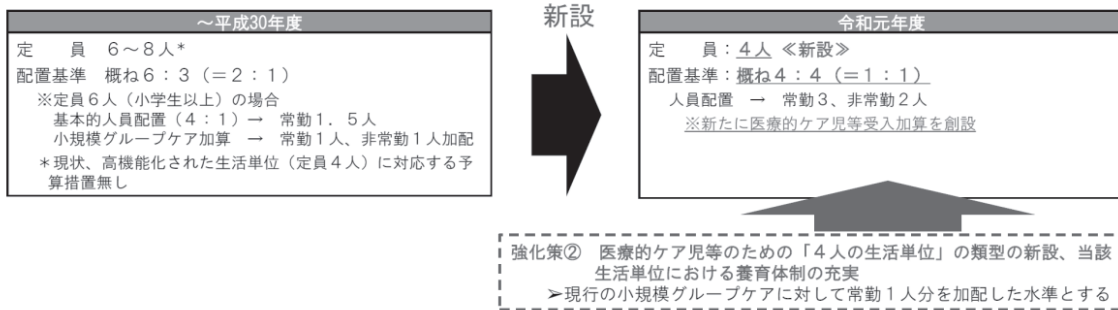 ~平成30年度
定　　員　6~8人*
配置基準　概ね6:3(=2:1)
※定員6人(小学生以上)の場合
基本的人員配置(4:1)→　常勤1.5人
小規模グループケア加算　→　常勤1人、非常勤1人加配
*現状、高機能化された生活単位(定員4人)に対応する予
算措置無し
新設
令和元年度
定　　員:4人 ≪新設≫
配置基準:概ね4:4(=1:1)
人員配置　→　常勤3、非常勤2人
※新たに医療的ケア児等受入加算を創設
強化策②　医療的ケア児等のための「4人の生活単位」の類型の新設、当該
生活単位における養育体制の充実
➢現行の小規模グループケアに対して常勤1人分を加配した水準とする